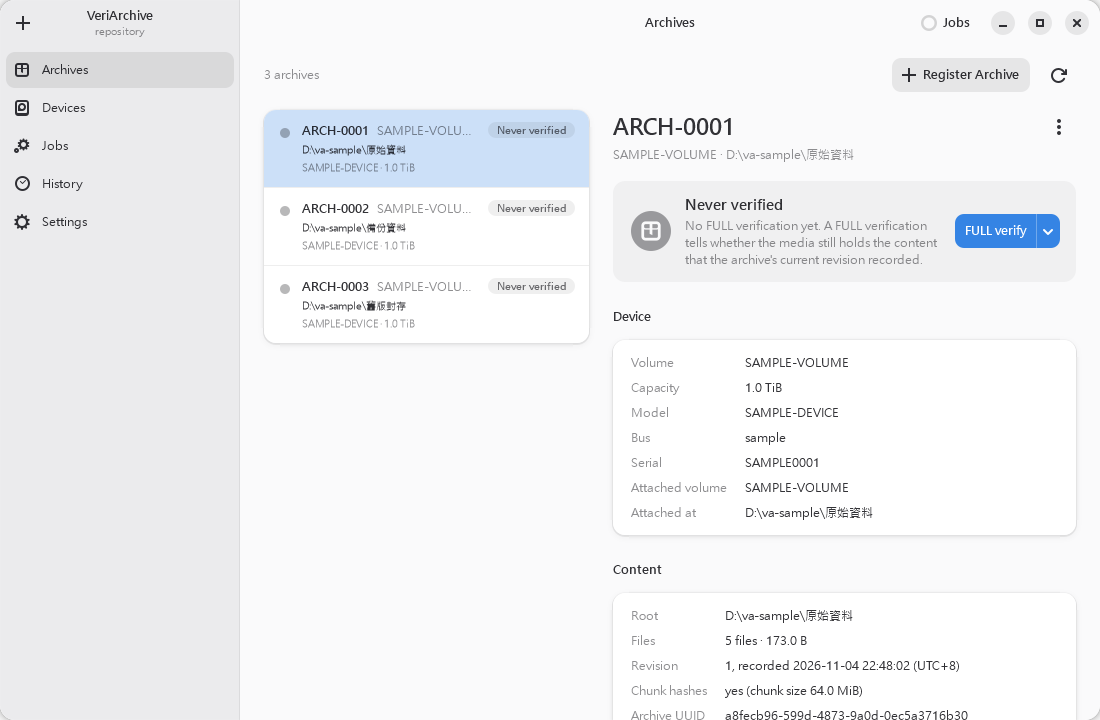 VeriArchive
repository
Archives
Devices
Jobs
History
Settings
Archives
Jobs
3 archives
Register Archive
ARCH-0001 SAMPLE-VOLU... Never verified
D:\va-sample\原始資料
SAMPLE-DEVICE · 1.0 TiB
ARCH-0002 SAMPLE-VOLU... Never verified
D:\va-sample\備份資料
SAMPLE-DEVICE · 1.0 TiB
ARCH-0003 SAMPLE-VOLU... Never verified
D:\va-sample\舊版封存
SAMPLE-DEVICE · 1.0 TiB
ARCH-0001
SAMPLE-VOLUME · D:\va-sample\原始資料
Never verified
No FULL verification yet. A FULL verification
tells whether the media still holds the content
that the archive's current revision recorded.
FULL verify
Device
Volume SAMPLE-VOLUME
Capacity 1.0 TiB
Model SAMPLE-DEVICE
Bus sample
Serial SAMPLE0001
Attached volume SAMPLE-VOLUME
Attached at D:\va-sample\原始資料
Content
Root D:\va-sample\原始資料
Files 5 files · 173.0 B
Revision 1, recorded 2026-11-04 22:48:02 (UTC+8)
Chunk hashes yes (chunk size 64.0 MiB)
Archive UUID a8fecb96-599d-4873-9a0d-0ec5a3716b30